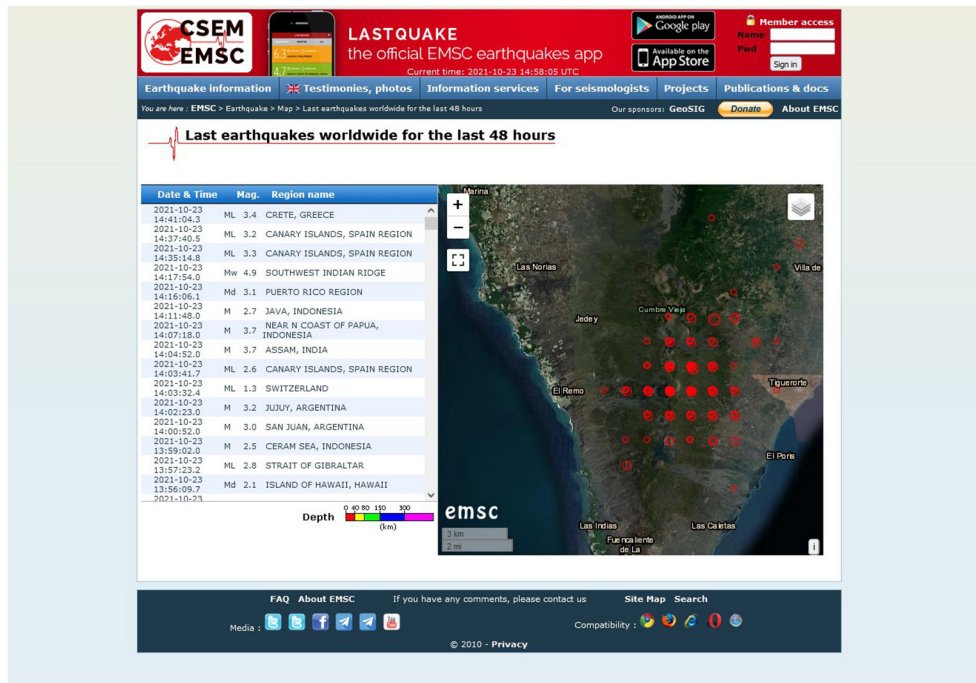 CSEM
EMSC
LASTQUAKE
the official EMSC earthquakes app
Current time: 2021-10-23 14:58:05 UTC
ANDROID APP ON
Google play
Available on the
App Store
Member access
Name
Pwd
Sign in
Earthquake information Testimonies, photos Information services For seismologists Projects Publications & docs
You are here : EMSC > Earthquake > Map > Last earthquakes worldwide for the last 48 hours
Our sponsors: GeoSIG Donate About EMSC
Last earthquakes worldwide for the last 48 hours
Date & Time Mag. Region name
2021-10-23
14:41:04.3 ML 3.4 CRETE, GREECE
2021-10-23
14:37:40.5 ML 3.2 CANARY ISLANDS, SPAIN REGION
2021-10-23
14:35:14.8 ML 3.3 CANARY ISLANDS, SPAIN REGION
2021-10-23
14:17:54.0 Mw 4.9 SOUTHWEST INDIAN RIDGE
2021-10-23
14:16:06.1 Md 3.1 PUERTO RICO REGION
2021-10-23
14:11:48.0 M 2.7 JAVA, INDONESIA
2021-10-23
14:07:18.0 M 3.7 NEAR N COAST OF PAPUA,
INDONESIA
2021-10-23
14:04:52.0 M 3.7 ASSAM, INDIA
2021-10-23
14:03:41.7 ML 2.6 CANARY ISLANDS, SPAIN REGION
2021-10-23
14:03:32.4 ML 1.3 SWITZERLAND
2021-10-23
14:02:23.0 M 3.2 JUJUY, ARGENTINA
2021-10-23
14:00:52.0 M 3.0 SAN JUAN, ARGENTINA
2021-10-23
13:59:02.0 M 2.5 CERAM SEA, INDONESIA
2021-10-23
13:57:23.2 ML 2.8 STRAIT OF GIBRALTAR
2021-10-23
13:56:09.7 Md 2.1 ISLAND OF HAWAII, HAWAII
2021-10-23
Depth
0 40 80 150 300
(km)
+
−
Marina
Las Norias
Villa de
Cumbre Vieja
Jedey
El Remo
Tiguerorte
El Poris
Las Indias
Las Caletas
Fuencaliente
de La
emsc
3 km
2 mi
i
FAQ About EMSC If you have any comments, please contact us Site Map Search
Media :
Compatibility :
© 2010 - Privacy